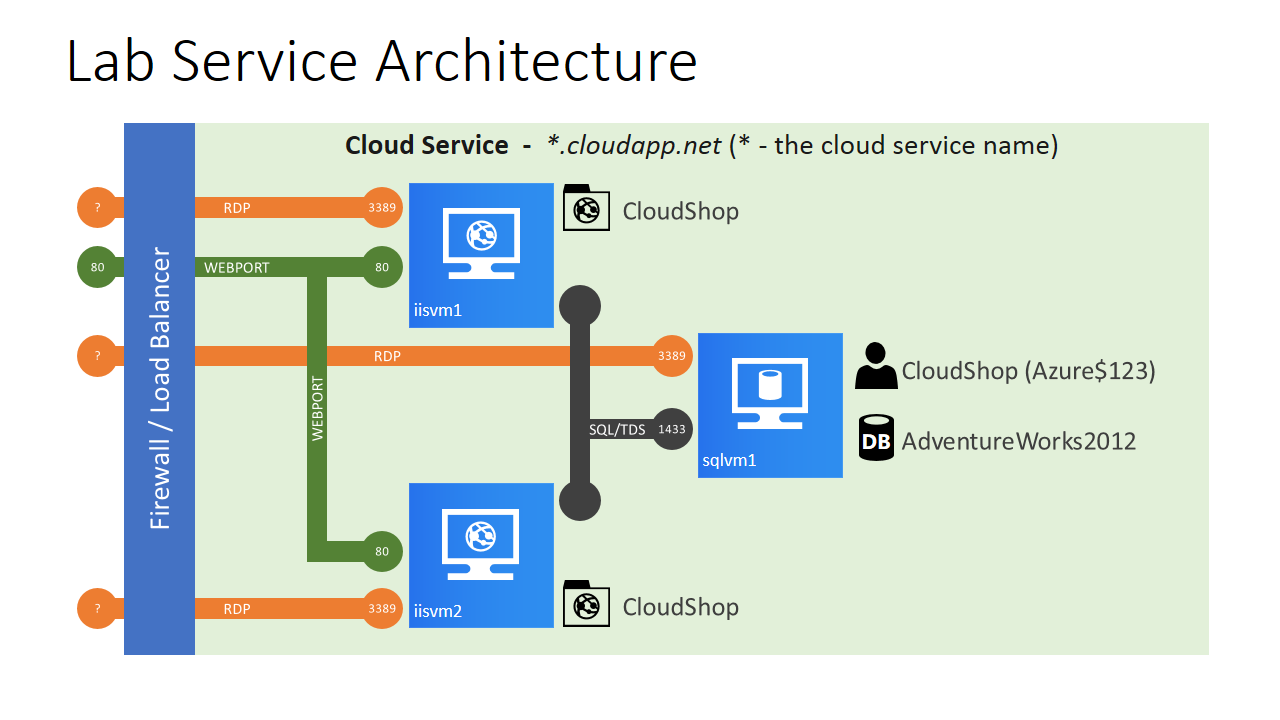 Lab Service Architecture
Cloud Service - *.cloudapp.net (* - the cloud service name)
Firewall / Load Balancer
?
RDP
3389
CloudShop
80
WEBPORT
80
iisvm1
?
RDP
3389
CloudShop (Azure$123)
WEBPORT
SQL/TDS
1433
DB
AdventureWorks2012
sqlvm1
80
?
RDP
3389
iisvm2
CloudShop